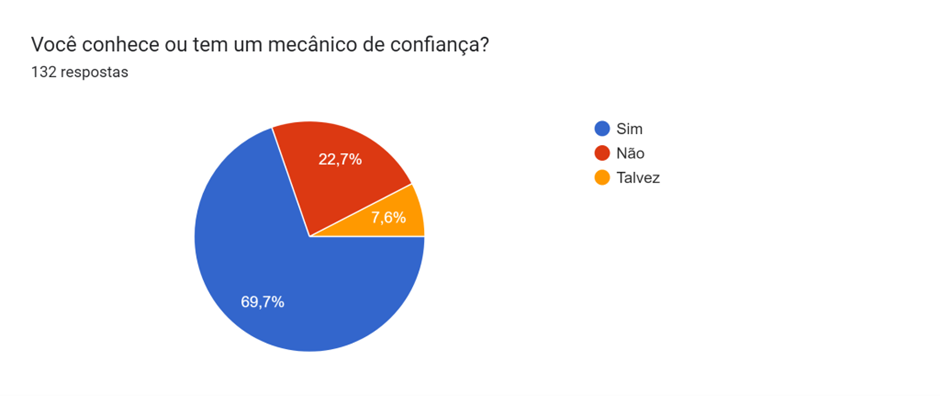 Você conhece ou tem um mecânico de confiança?
132 respostas
22,7%
7,6%
69,7%
Sim
Não
Talvez